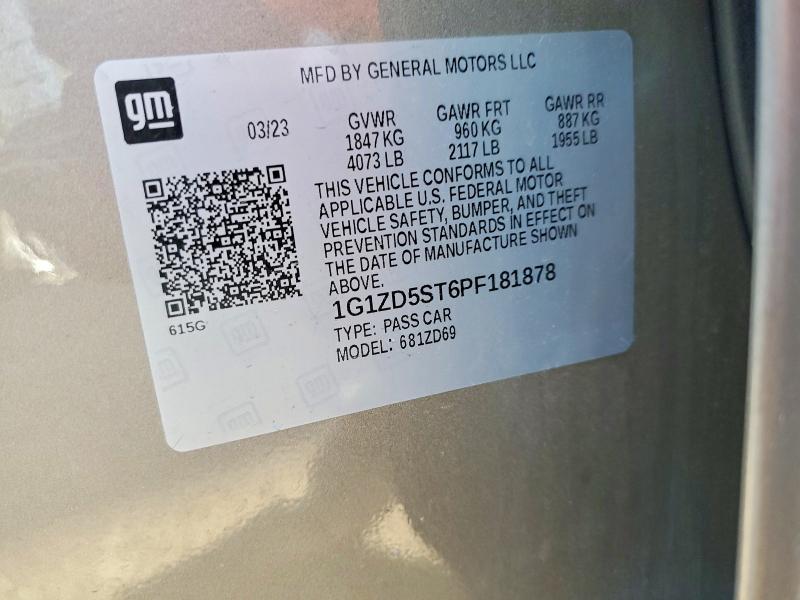 MFD BY GENERAL MOTORS LLC
gm
03/23
GVWR GAWR FRT GAWR RR
1847 KG 960 KG 887 KG
4073 LB 2117 LB 1955 LB
THIS VEHICLE CONFORMS TO ALL
APPLICABLE U.S. FEDERAL MOTOR
VEHICLE SAFETY, BUMPER, AND THEFT
PREVENTION STANDARDS IN EFFECT ON
THE DATE OF MANUFACTURE SHOWN
ABOVE.
1G1ZD5ST6PF181878
615G
TYPE: PASS CAR
MODEL: 681ZD69